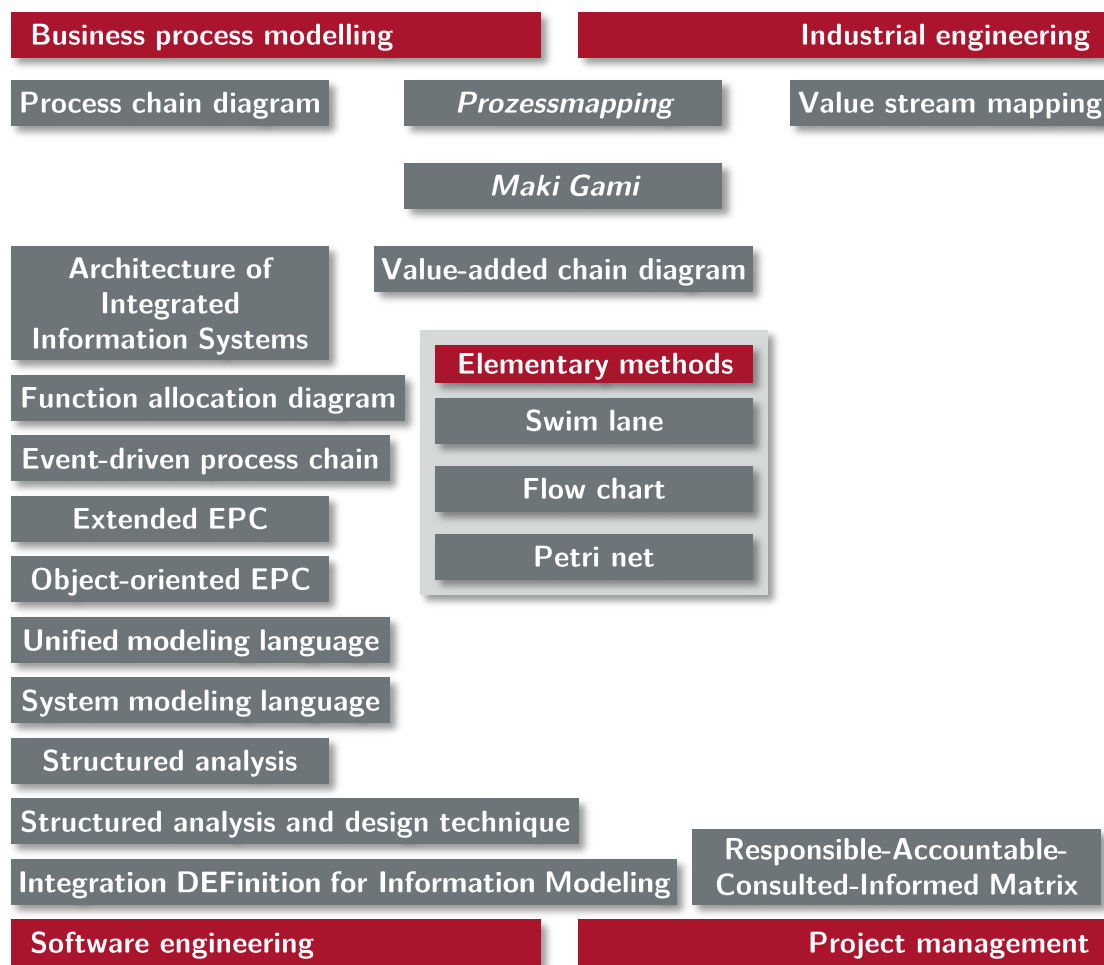 Business process modelling
Industrial engineering
Process chain diagram
Prozessmapping
Value stream mapping
Maki Gami
Architecture of
Integrated
Information Systems
Value-added chain diagram
Elementary methods
Function allocation diagram
Swim lane
Event-driven process chain
Flow chart
Extended EPC
Petri net
Object-oriented EPC
Unified modeling language
System modeling language
Structured analysis
Structured analysis and design technique
Responsible-Accountable-
Consulted-Informed Matrix
Integration DEFinition for Information Modeling
Software engineering
Project management